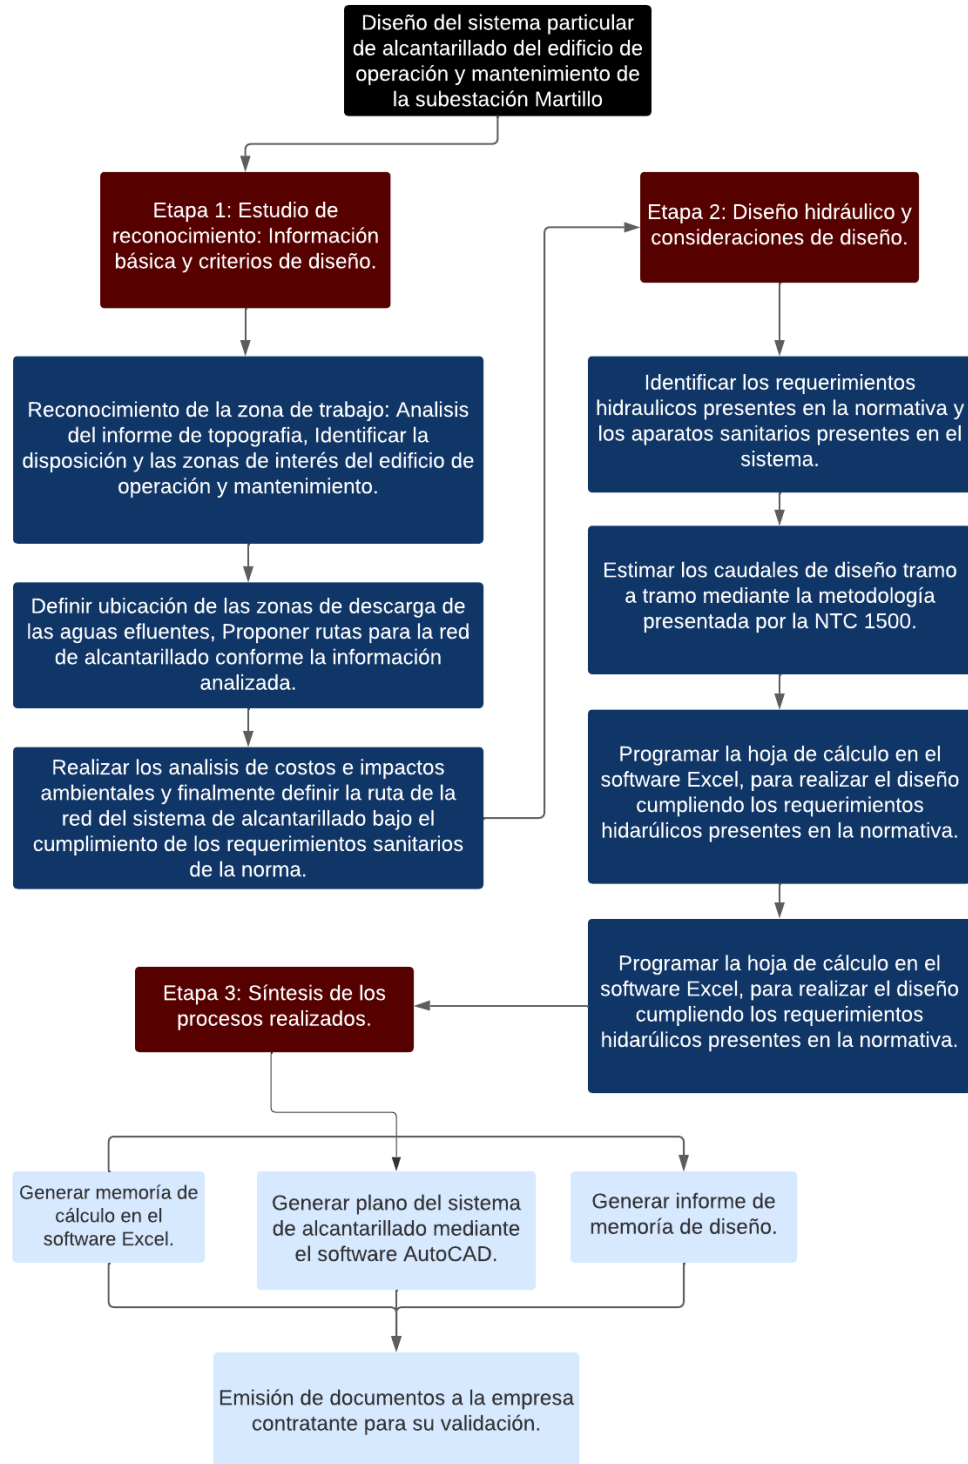 Diseño del sistema particular
de alcantarillado del edificio de
operación y mantenimiento de
la subestación Martillo
Etapa 1: Estudio de
reconocimiento: Información
básica y criterios de diseño.
Reconocimiento de la zona de trabajo: Analisis
del informe de topografia, Identificar la
disposición y las zonas de interés del edificio de
operación y mantenimiento.
Definir ubicación de las zonas de descarga de
las aguas efluentes, Proponer rutas para la red
de alcantarillado conforme la información
analizada.
Realizar los analisis de costos e impactos
ambientales y finalmente definir la ruta de la
red del sistema de alcantarillado bajo el
cumplimiento de los requerimientos sanitarios
de la norma.
Etapa 2: Diseño hidráulico y
consideraciones de diseño.
Identificar los requerimientos
hidraulicos presentes en la normativa y
los aparatos sanitarios presentes en el
sistema.
Estimar los caudales de diseño tramo
a tramo mediante la metodología
presentada por la NTC 1500.
Programar la hoja de cálculo en el
software Excel, para realizar el diseño
cumpliendo los requerimientos
hidarúlicos presentes en la normativa.
Programar la hoja de cálculo en el
software Excel, para realizar el diseño
cumpliendo los requerimientos
hidarúlicos presentes en la normativa.
Etapa 3: Síntesis de los
procesos realizados.
Generar memoría de
cálculo en el
software Excel.
Generar plano del sistema
de alcantarillado mediante
el software AutoCAD.
Generar informe de
memoría de diseño.
Emisión de documentos a la empresa
contratante para su validación.